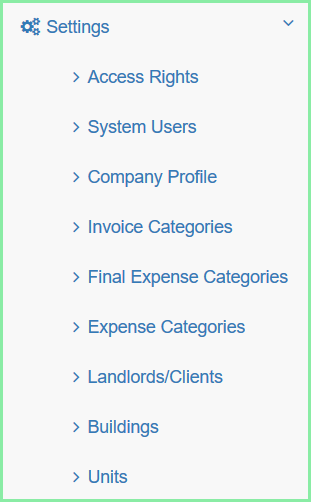 Settings
Access Rights
System Users
Company Profile
Invoice Categories
Final Expense Categories
Expense Categories
Landlords/Clients
Buildings
Units